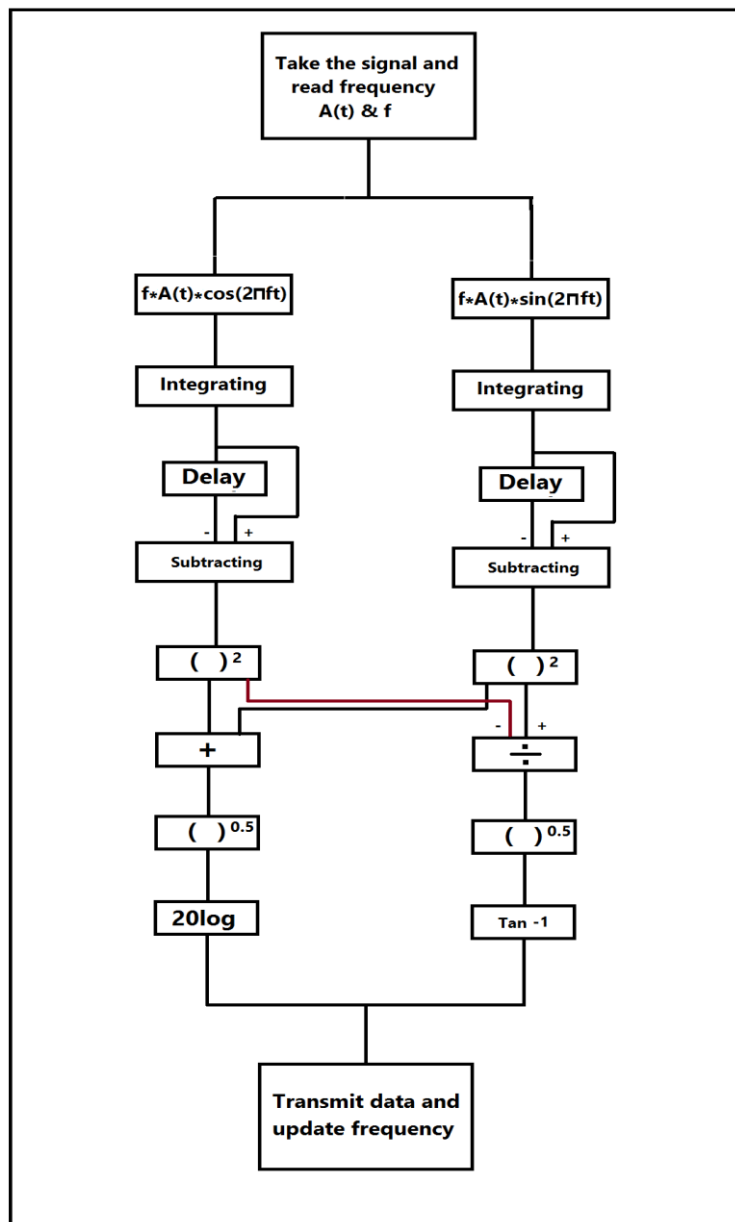 Take the signal and
read frequency
A(t) & f
f*A(t)*cos(2πft)
f*A(t)*sin(2πft)
Integrating
Integrating
Delay
Delay
- +
- +
Subtracting
Subtracting
( ) 2
( ) 2
- +
+
÷
( ) 0.5
( ) 0.5
20log
Tan -1
Transmit data and
update frequency